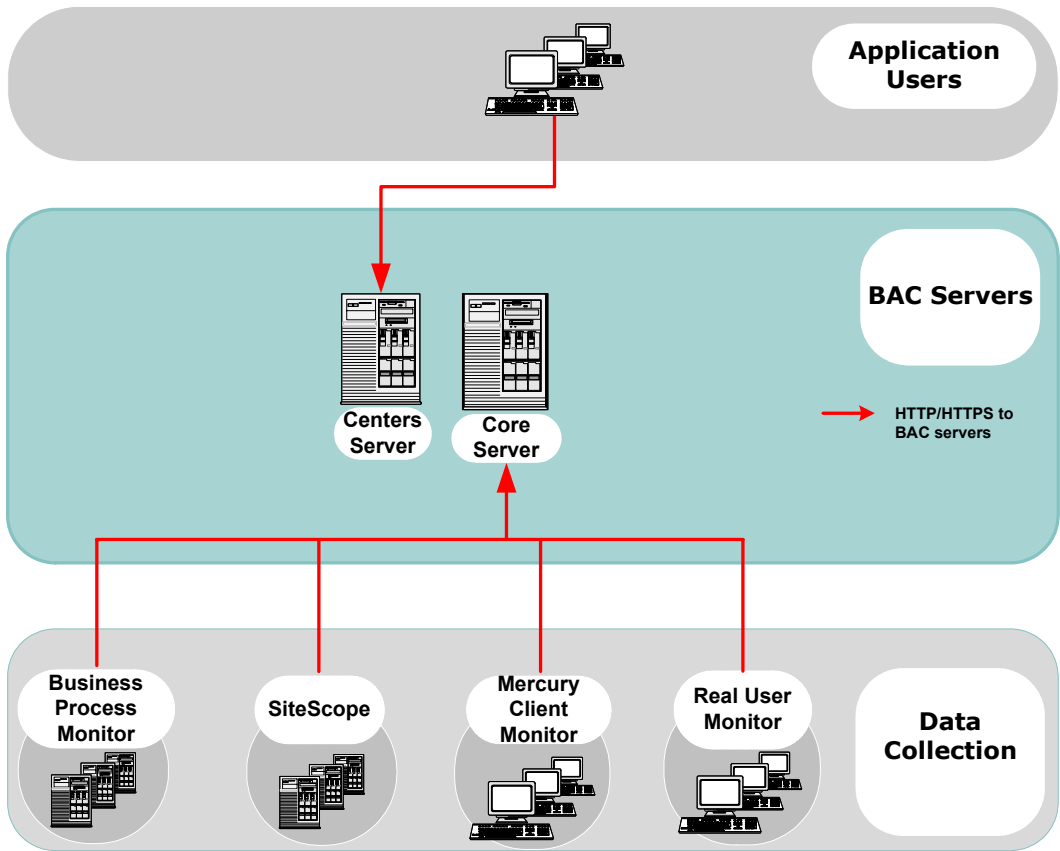 Application
Users
BAC Servers
Centers
Server
Core
Server
HTTP/HTTPS to
BAC servers
Business
Process
Monitor
SiteScope
Mercury
Client
Monitor
Real User
Monitor
Data
Collection